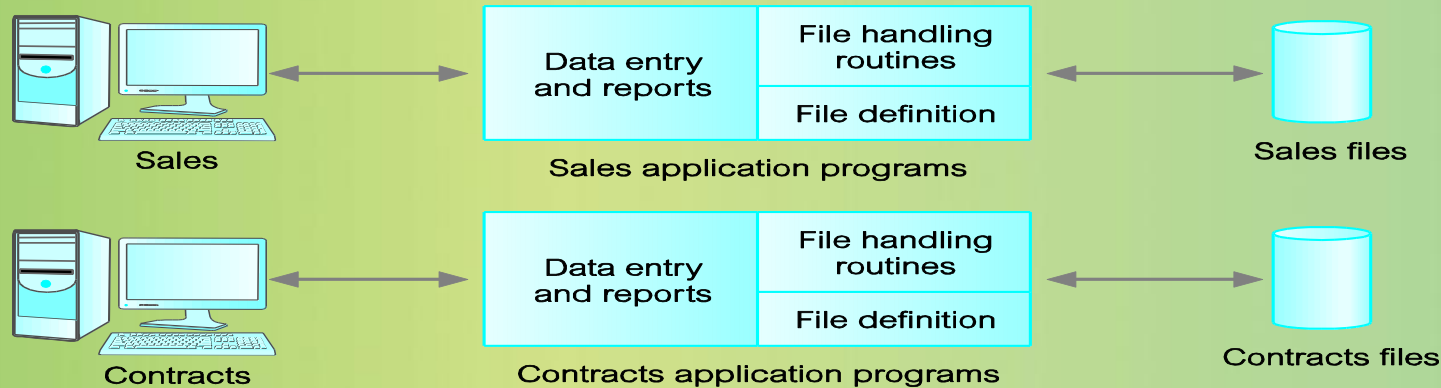 Data entry
and reports
File handling
routines
File definition
Sales
Sales application programs
Sales files
Data entry
and reports
File handling
routines
File definition
Contracts
Contracts application programs
Contracts files